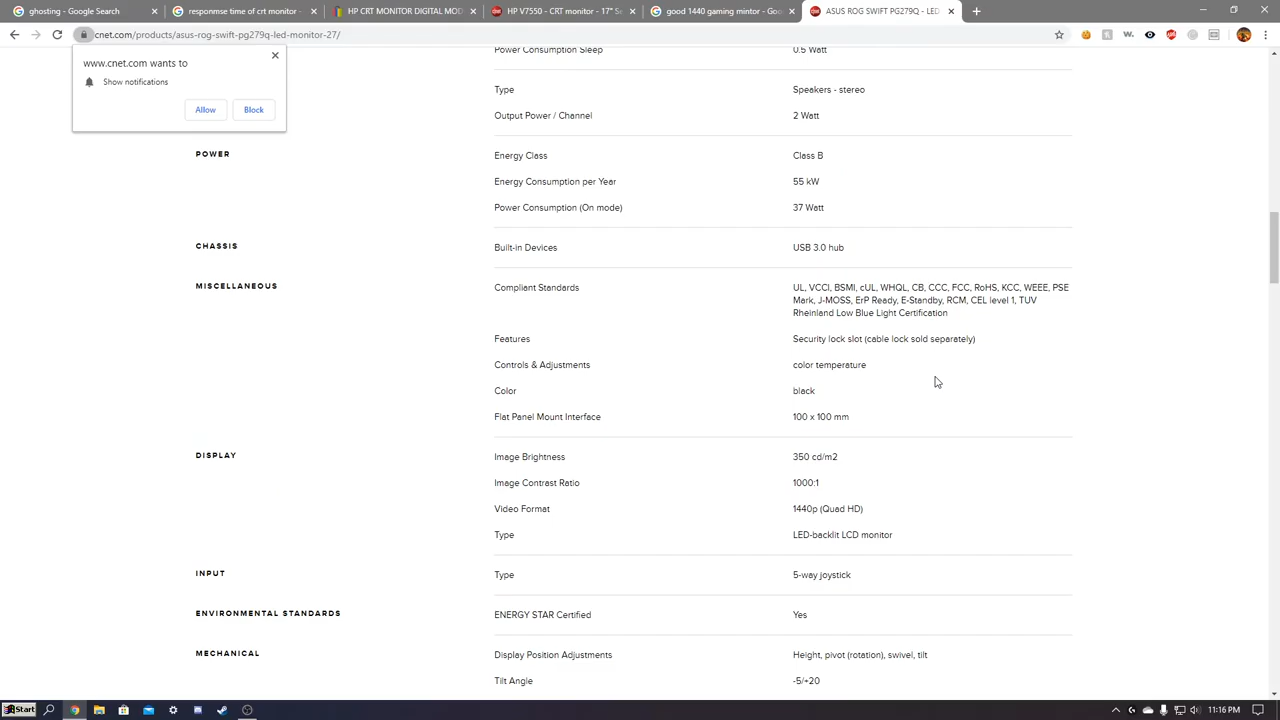 ghosting - Google Search
responmse time of crt monitor -
HP CRT MONITOR DIGITAL MOD
HP V7550 - CRT monitor - 17" Se
good 1440 gaming mintor - Goo
ASUS ROG SWIFT PG279Q - LED
cnet.com/products/asus-rog-swift-pg279q-led-monitor-27/
www.cnet.com wants to
Show notifications
Allow Block
Power Consumption Sleep 0.5 Watt
Type Speakers - stereo
Output Power / Channel 2 Watt
POWER Energy Class Class B
Energy Consumption per Year 55 kW
Power Consumption (On mode) 37 Watt
CHASSIS Built-in Devices USB 3.0 hub
MISCELLANEOUS Compliant Standards UL, VCCI, BSMI, cUL, WHQL, CB, CCC, FCC, RoHS, KCC, WEEE, PSE
Mark, J-MOSS, ErP Ready, E-Standby, RCM, CEL level 1, TUV
Rheinland Low Blue Light Certification
Features Security lock slot (cable lock sold separately)
Controls & Adjustments color temperature
Color black
Flat Panel Mount Interface 100 x 100 mm
DISPLAY Image Brightness 350 cd/m2
Image Contrast Ratio 1000:1
Video Format 1440p (Quad HD)
Type LED-backlit LCD monitor
INPUT Type 5-way joystick
ENVIRONMENTAL STANDARDS ENERGY STAR Certified Yes
MECHANICAL Display Position Adjustments Height, pivot (rotation), swivel, tilt
Tilt Angle -5/+20
Start
11:16 PM